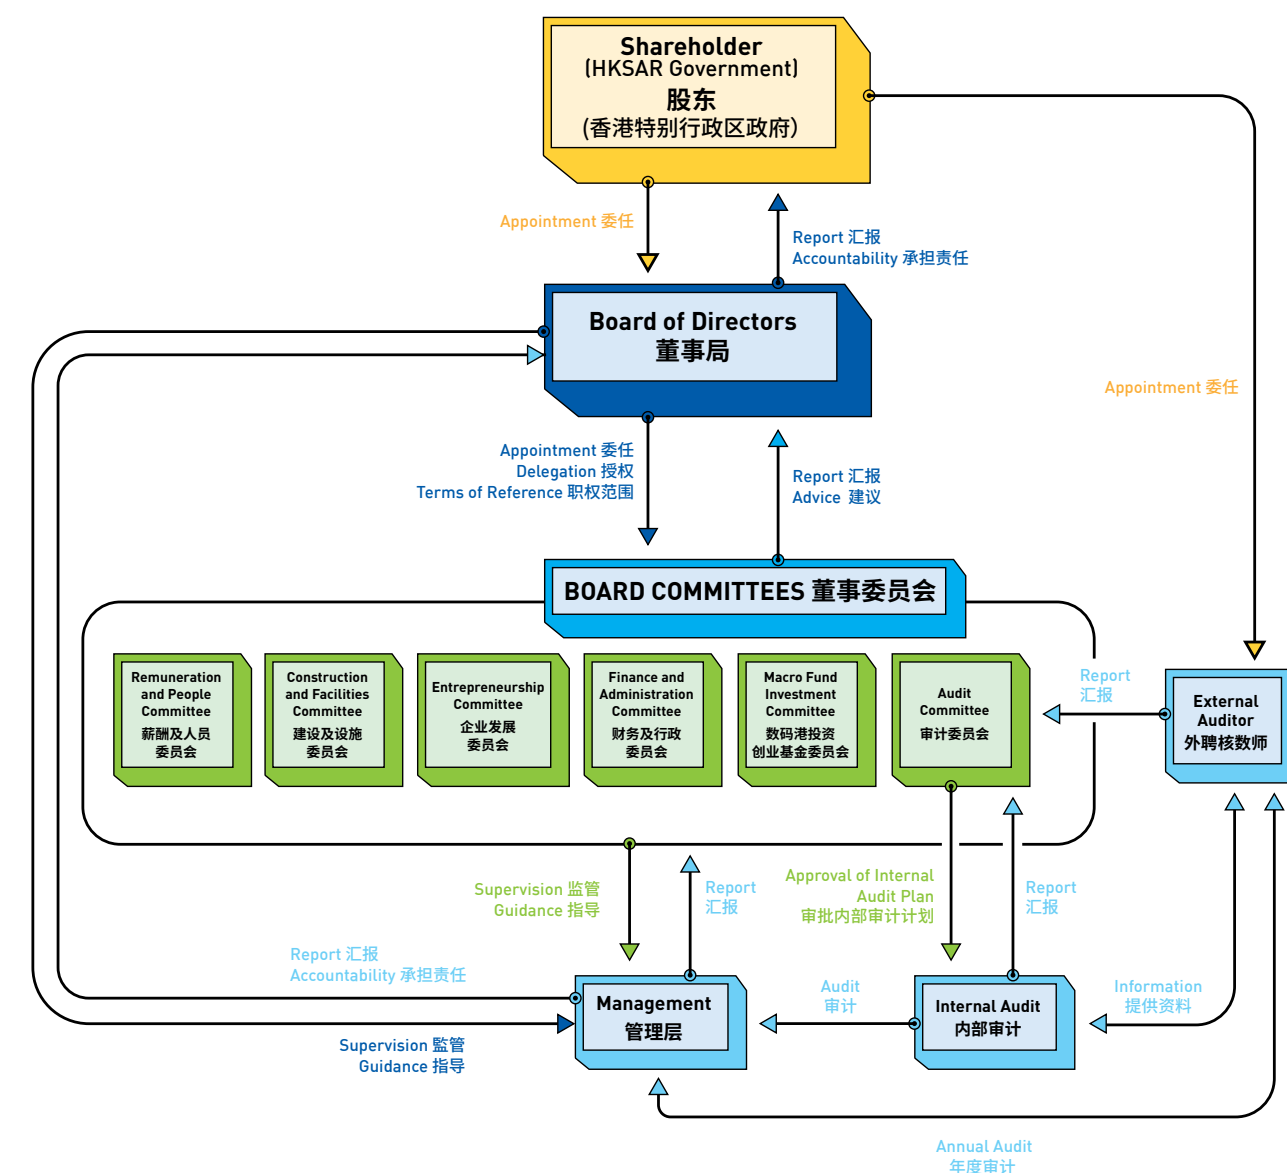 Shareholder
(HKSAR Government)
股东
(香港特别行政区政府)
Appointment 委任
Report 汇报
Accountability 承担责任
Board of Directors
董事局
Appointment 委任
Appointment 委任
Delegation 授权
Terms of Reference 职权范围
Report 汇报
Advice 建议
BOARD COMMITTEES 董事委员会
Remuneration
and People
Committee
薪酬及人员
委员会
Construction
and Facilities
Committee
建设及设施
委员会
Entrepreneurship
Committee
企业发展
委员会
Finance and
Administration
Committee
财务及行政
委员会
Macro Fund
Investment
Committee
数码港投资
创业基金委员会
Audit
Committee
审计委员会
Report
汇报
External
Auditor
外聘核数师
Supervision 监管
Guidance 指导
Report
汇报
Approval of Internal
Audit Plan
审批内部审计计划
Report
汇报
Report 汇报
Accountability 承担责任
Management
管理层
Audit
审计
Internal Audit
内部审计
Information
提供资料
Supervision 監管
Guidance 指导
Annual Audit
年度审计